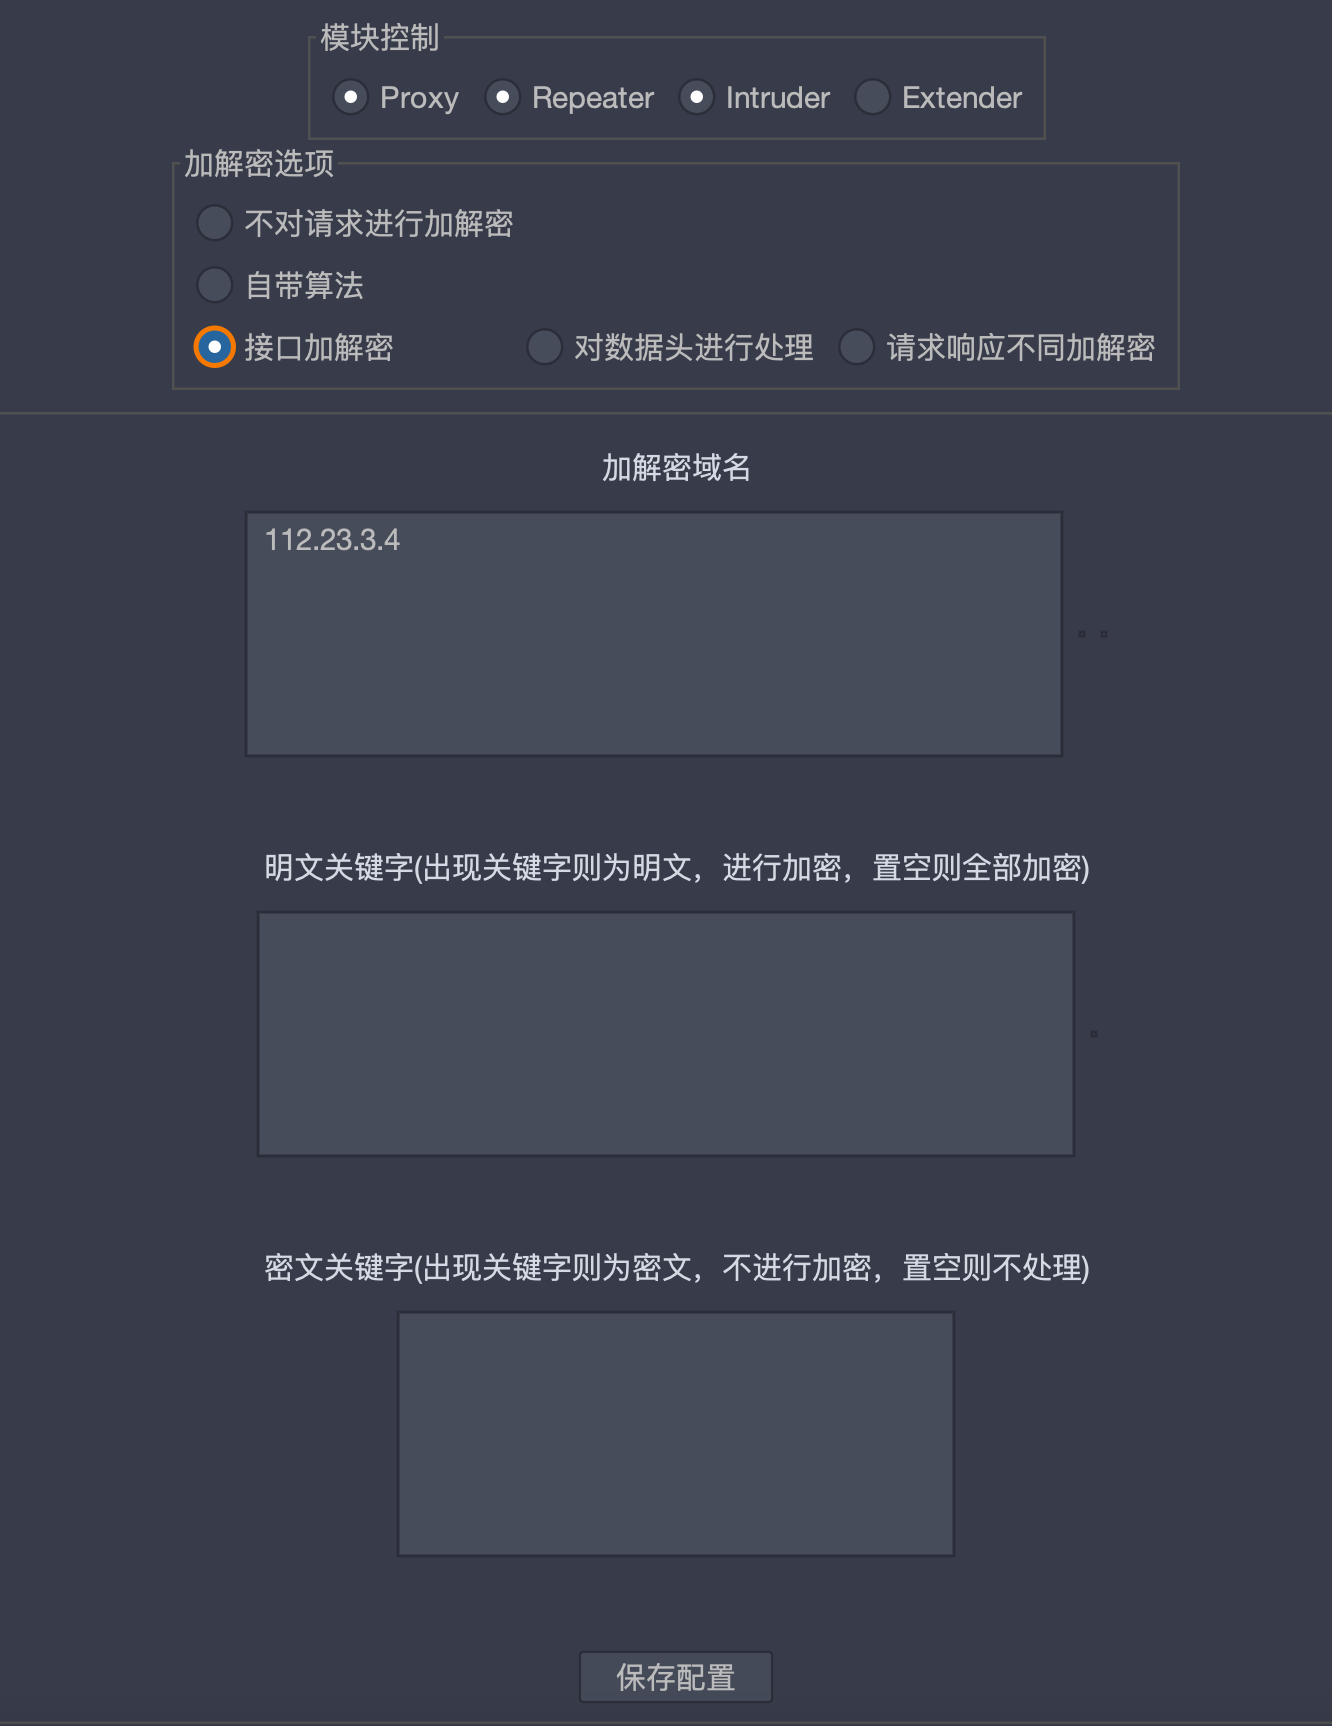 模块控制
Proxy Repeater Intruder Extender
加解密选项
不对请求进行加解密
自带算法
接口加解密 对数据头进行处理 请求响应不同加解密
加解密域名
112.23.3.4
明文关键字(出现关键字则为明文，进行加密，置空则全部加密)
密文关键字(出现关键字则为密文，不进行加密，置空则不处理)
保存配置